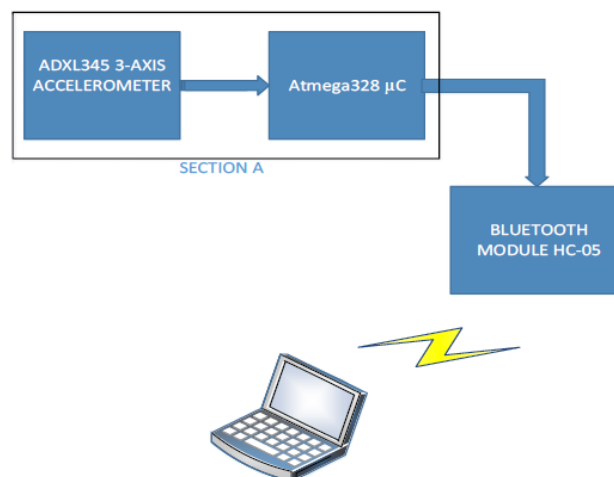 ADXL345 3-AXIS
ACCELEROMETER
Atmega328 µC
SECTION A
BLUETOOTH
MODULE HC-05